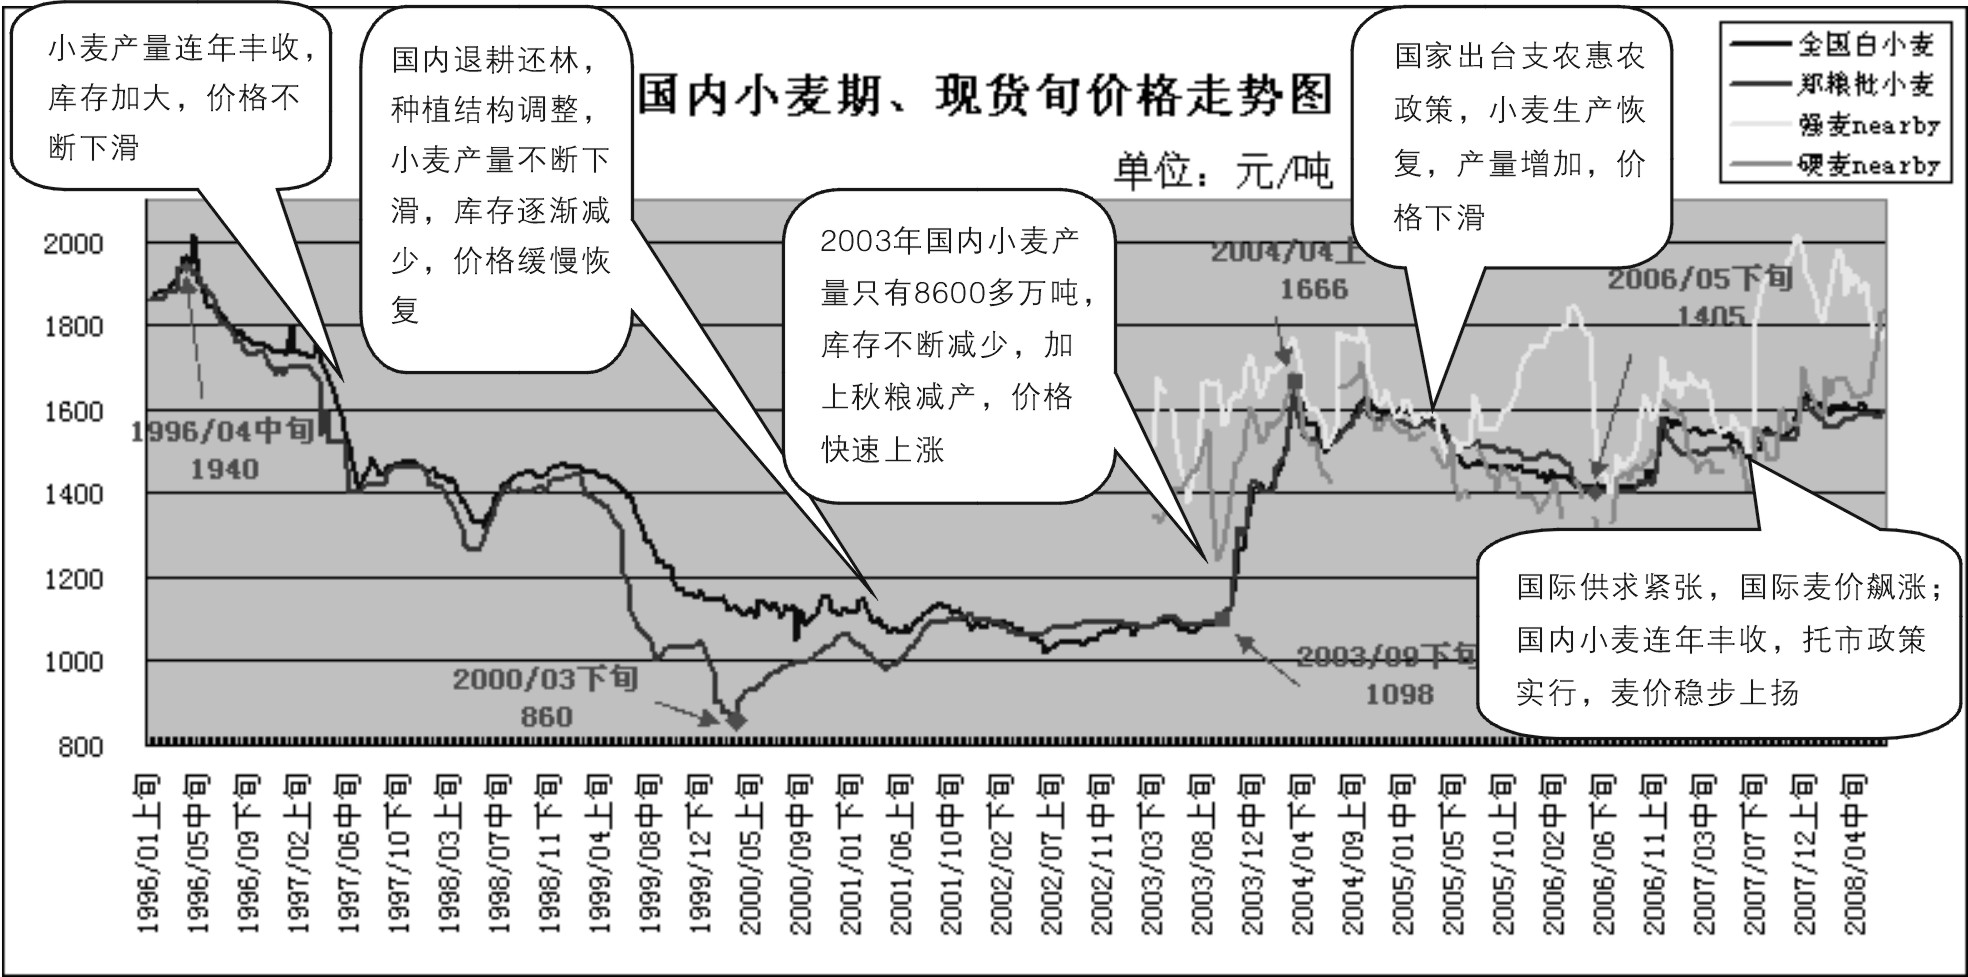 小麦产量连年丰收，
库存加大，价格不
断下滑
国内退耕还林，
种植结构调整，
小麦产量不断下
滑，库存逐渐减
少，价格缓慢恢
复
国内小麦期、现货旬价格走势图
单位：元/吨
国家出台支农惠农
政策，小麦生产恢
复，产量增加，价
格下滑
全国白小麦
郑粮批小麦
强麦nearby
硬麦nearby
2003年国内小麦产
量只有8600多万吨，
库存不断减少，加
上秋粮减产，价格
快速上涨
2004/04上
1666
2006/05下旬
1405
1996/04中旬
1940
2000/03下旬
860
2003/09下旬
1098
国际供求紧张，国际麦价飙涨；
国内小麦连年丰收，托市政策
实行，麦价稳步上扬
2000
1800
1600
1400
1200
1000
800
1996/01上旬
1996/05中旬
1996/09下旬
1997/02上旬
1997/06中旬
1997/10下旬
1998/03上旬
1998/07中旬
1998/11下旬
1999/04上旬
1999/08中旬
1999/12下旬
2000/05上旬
2000/09中旬
2001/01下旬
2001/06上旬
2001/10中旬
2002/02下旬
2002/07上旬
2002/11中旬
2003/03下旬
2003/08上旬
2003/12中旬
2004/04下旬
2004/09上旬
2005/01中旬
2005/05下旬
2005/10上旬
2006/02中旬
2006/06下旬
2006/11上旬
2007/03中旬
2007/07下旬
2007/12上旬
2008/04中旬